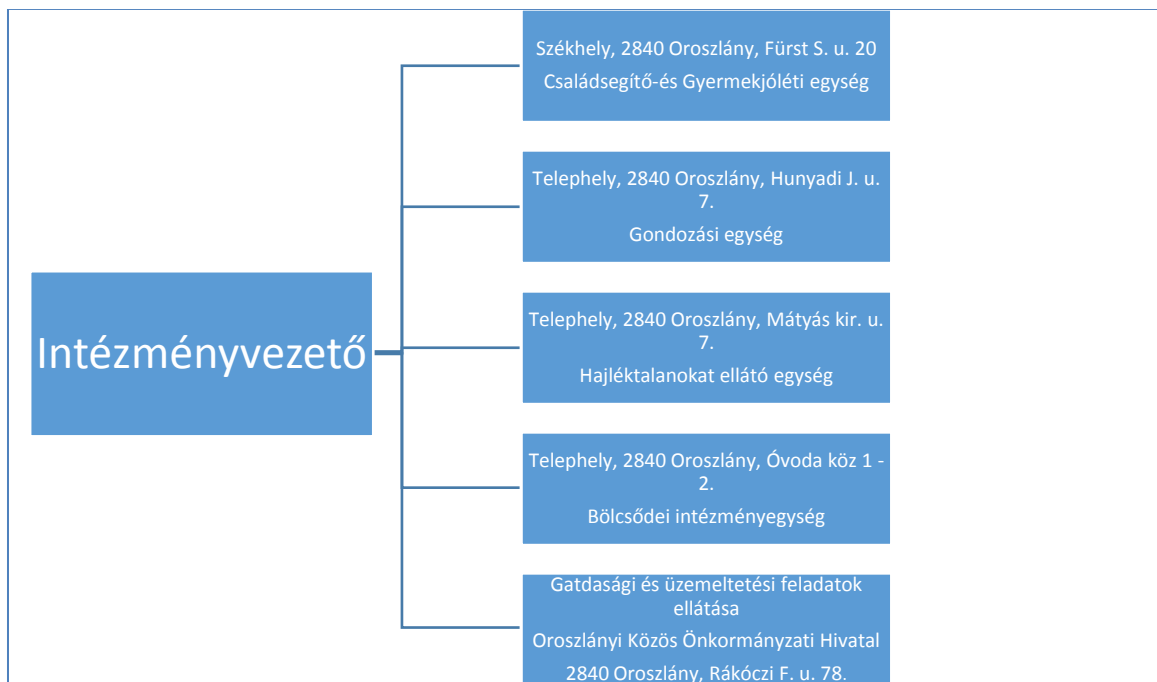 Intézményvezető
Székhely, 2840 Oroszlány, Fürst S. u. 20
Családsegítő-és Gyermekjóléti egység
Telephely, 2840 Oroszlány, Hunyadi J. u.
7.
Gondozási egység
Telephely, 2840 Oroszlány, Mátyás kir. u.
7.
Hajléktalanokat ellátó egység
Telephely, 2840 Oroszlány, Óvoda köz 1 -
2.
Bölcsődei intézményegység
Gatdasági és üzemeltetési feladatok
ellátása
Oroszlányi Közös Önkormányzati Hivatal
2840 Oroszlány, Rákóczi F. u. 78.